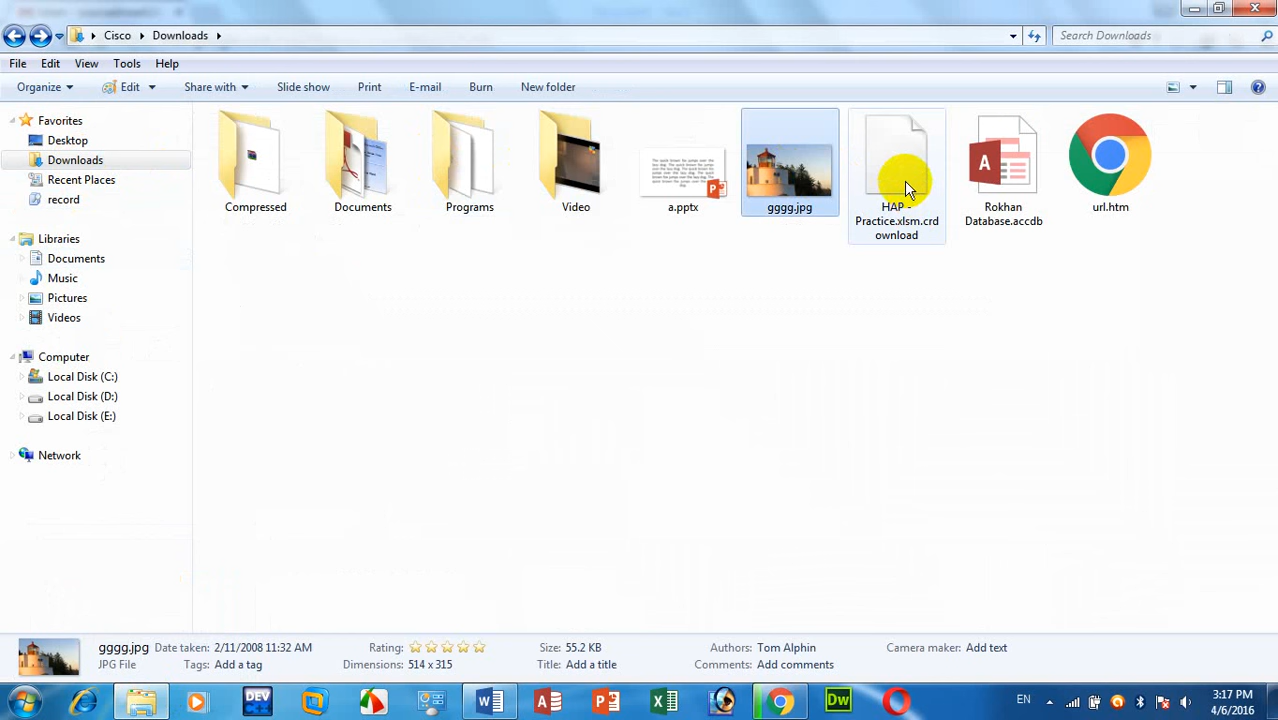 Cisco Downloads
Search Downloads
File Edit View Tools Help
Organize Edit Share with Slide show Print E-mail Burn New folder
Favorites
Desktop
Downloads
Recent Places
record
Libraries
Documents
Music
Pictures
Videos
Computer
Local Disk (C:)
Local Disk (D:)
Local Disk (E:)
Network
Compressed
Documents
Programs
Video
a.pptx
gggg.jpg
HAP -
Practice.xlsm.crd
ownload
Rokhan
Database.accdb
url.htm
gggg.jpg Date taken: 2/11/2008 11:32 AM Rating: Size: 55.2 KB Authors: Tom Alphin Camera maker: Add text
JPG File Tags: Add a tag Dimensions: 514 x 315 Title: Add a title Comments: Add comments
DEV
Dw
EN
3:17 PM
4/6/2016